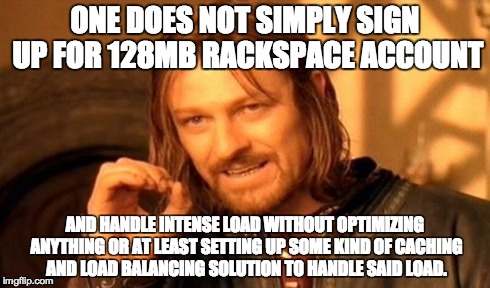 ONE DOES NOT SIMPLY SIGN
UP FOR 128MB RACKSPACE ACCOUNT
AND HANDLE INTENSE LOAD WITHOUT OPTIMIZING
ANYTHING OR AT LEAST SETTING UP SOME KIND OF CACHING
AND LOAD BALANCING SOLUTION TO HANDLE SAID LOAD.
imgflip.com